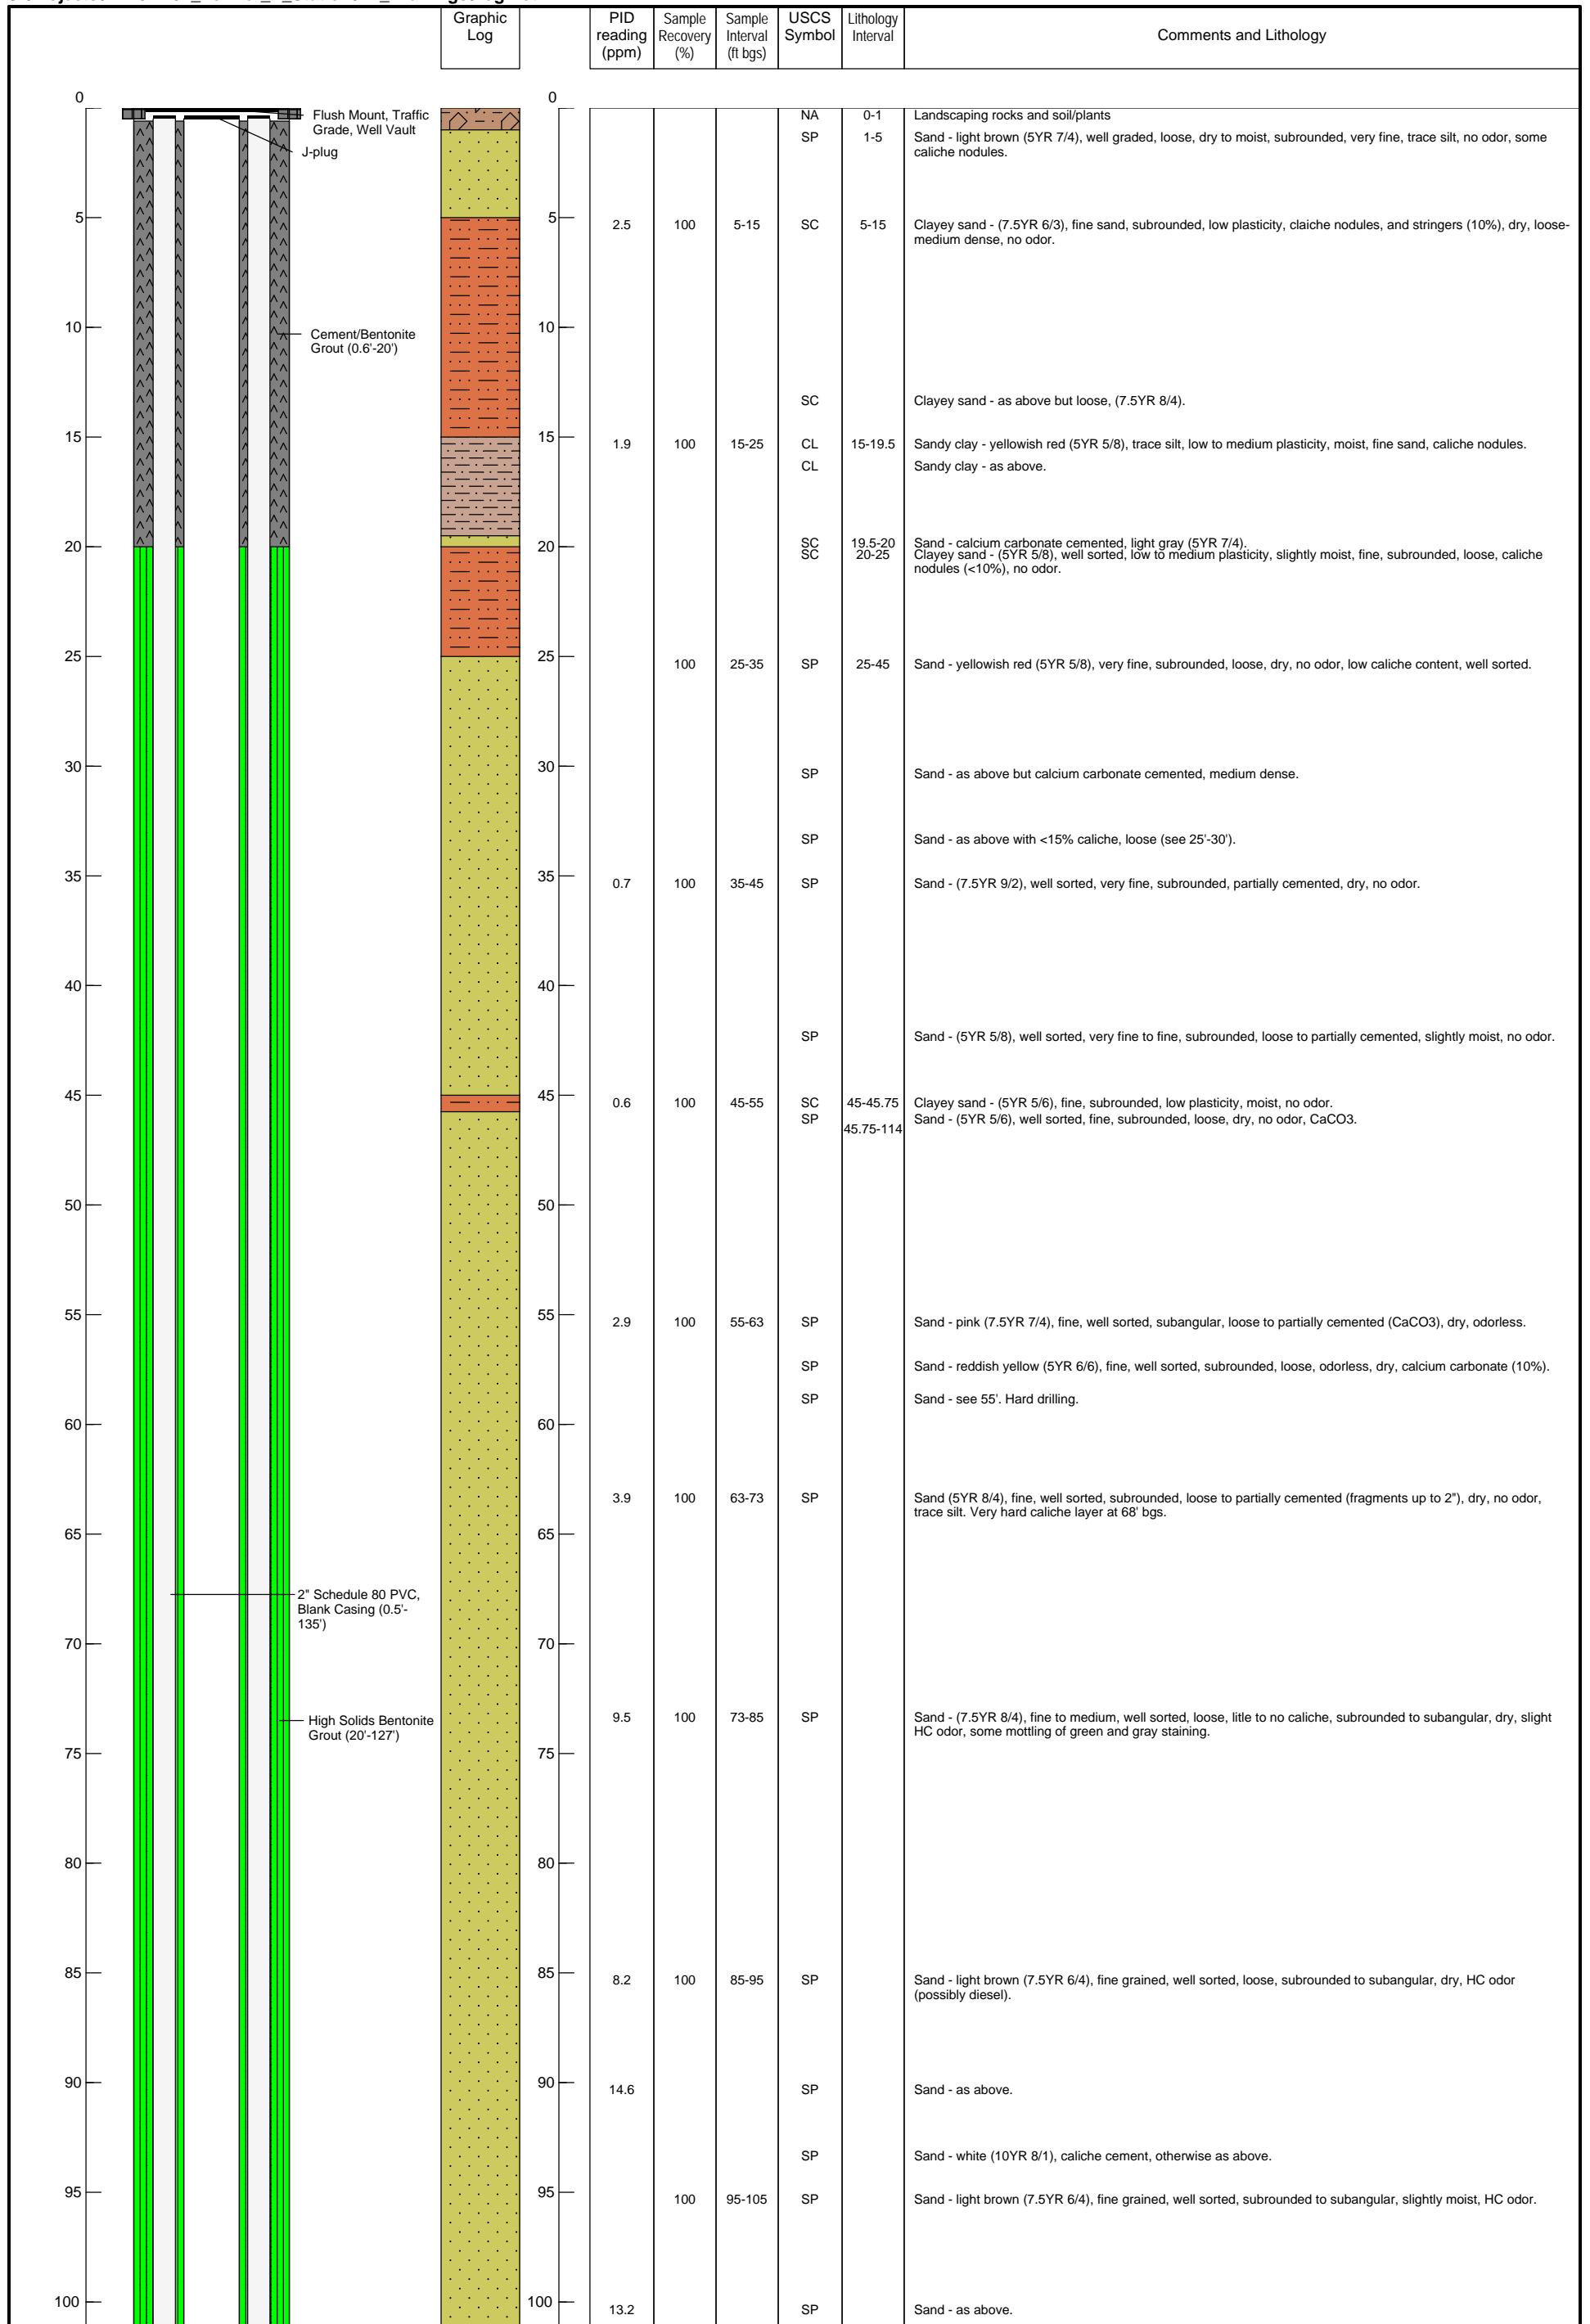 Graphic Log
PID reading (ppm)
Sample Recovery (%)
Sample Interval (ft bgs)
USCS Symbol
Lithology Interval
Comments and Lithology
0
Flush Mount, Traffic
Grade, Well Vault
J-plug
0
NA 0-1 Landscaping rocks and soil/plants
SP 1-5 Sand - light brown (5YR 7/4), well graded, loose, dry to moist, subrounded, very fine, trace silt, no odor, some
caliche nodules.
5 5 2.5 100 5-15 SC 5-15 Clayey sand - (7.5YR 6/3), fine sand, subrounded, low plasticity, claiche nodules, and stringers (10%), dry, loose-
medium dense, no odor.
10 Cement/Bentonite 10
Grout (0.6'-20')
SC Clayey sand - as above but loose, (7.5YR 8/4).
15 15 1.9 100 15-25 CL 15-19.5 Sandy clay - yellowish red (5YR 5/8), trace silt, low to medium plasticity, moist, fine sand, caliche nodules.
CL Sandy clay - as above.
SC 19.5-20 Sand - calcium carbonate cemented, light gray (5YR 7/4).
20 20 SC 20-25 Clayey sand - (5YR 5/8), well sorted, low to medium plasticity, slightly moist, fine, subrounded, loose, caliche
nodules (<10%), no odor.
25 25 100 25-35 SP 25-45 Sand - yellowish red (5YR 5/8), very fine, subrounded, loose, dry, no odor, low caliche content, well sorted.
30 30 SP Sand - as above but calcium carbonate cemented, medium dense.
SP Sand - as above with <15% caliche, loose (see 25'-30').
35 35 0.7 100 35-45 SP Sand - (7.5YR 9/2), well sorted, very fine, subrounded, partially cemented, dry, no odor.
40 40
SP Sand - (5YR 5/8), well sorted, very fine to fine, subrounded, loose to partially cemented, slightly moist, no odor.
45 45 0.6 100 45-55 SC 45-45.75 Clayey sand - (5YR 5/6), fine, subrounded, low plasticity, moist, no odor.
SP 45.75-114 Sand - (5YR 5/6), well sorted, fine, subrounded, loose, dry, no odor, CaCO3.
50 50
55 55 2.9 100 55-63 SP Sand - pink (7.5YR 7/4), fine, well sorted, subangular, loose to partially cemented (CaCO3), dry, odorless.
SP Sand - reddish yellow (5YR 6/6), fine, well sorted, subrounded, loose, odorless, dry, calcium carbonate (10%).
SP Sand - see 55'. Hard drilling.
60 60
3.9 100 63-73 SP Sand (5YR 8/4), fine, well sorted, subrounded, loose to partially cemented (fragments up to 2"), dry, no odor,
trace silt. Very hard caliche layer at 68' bgs.
65 65
2" Schedule 80 PVC,
Blank Casing (0.5'-
135')
70 70
High Solids Bentonite
Grout (20'-127')
9.5 100 73-85 SP Sand - (7.5YR 8/4), fine to medium, well sorted, loose, litle to no caliche, subrounded to subangular, dry, slight
HC odor, some mottling of green and gray staining.
75 75
80 80
85 85 8.2 100 85-95 SP Sand - light brown (7.5YR 6/4), fine grained, well sorted, loose, subrounded to subangular, dry, HC odor
(possibly diesel).
90 90 14.6 SP Sand - as above.
SP Sand - white (10YR 8/1), caliche cement, otherwise as above.
95 95 100 95-105 SP Sand - light brown (7.5YR 6/4), fine grained, well sorted, subrounded to subangular, slightly moist, HC odor.
100 100 13.2 SP Sand - as above.